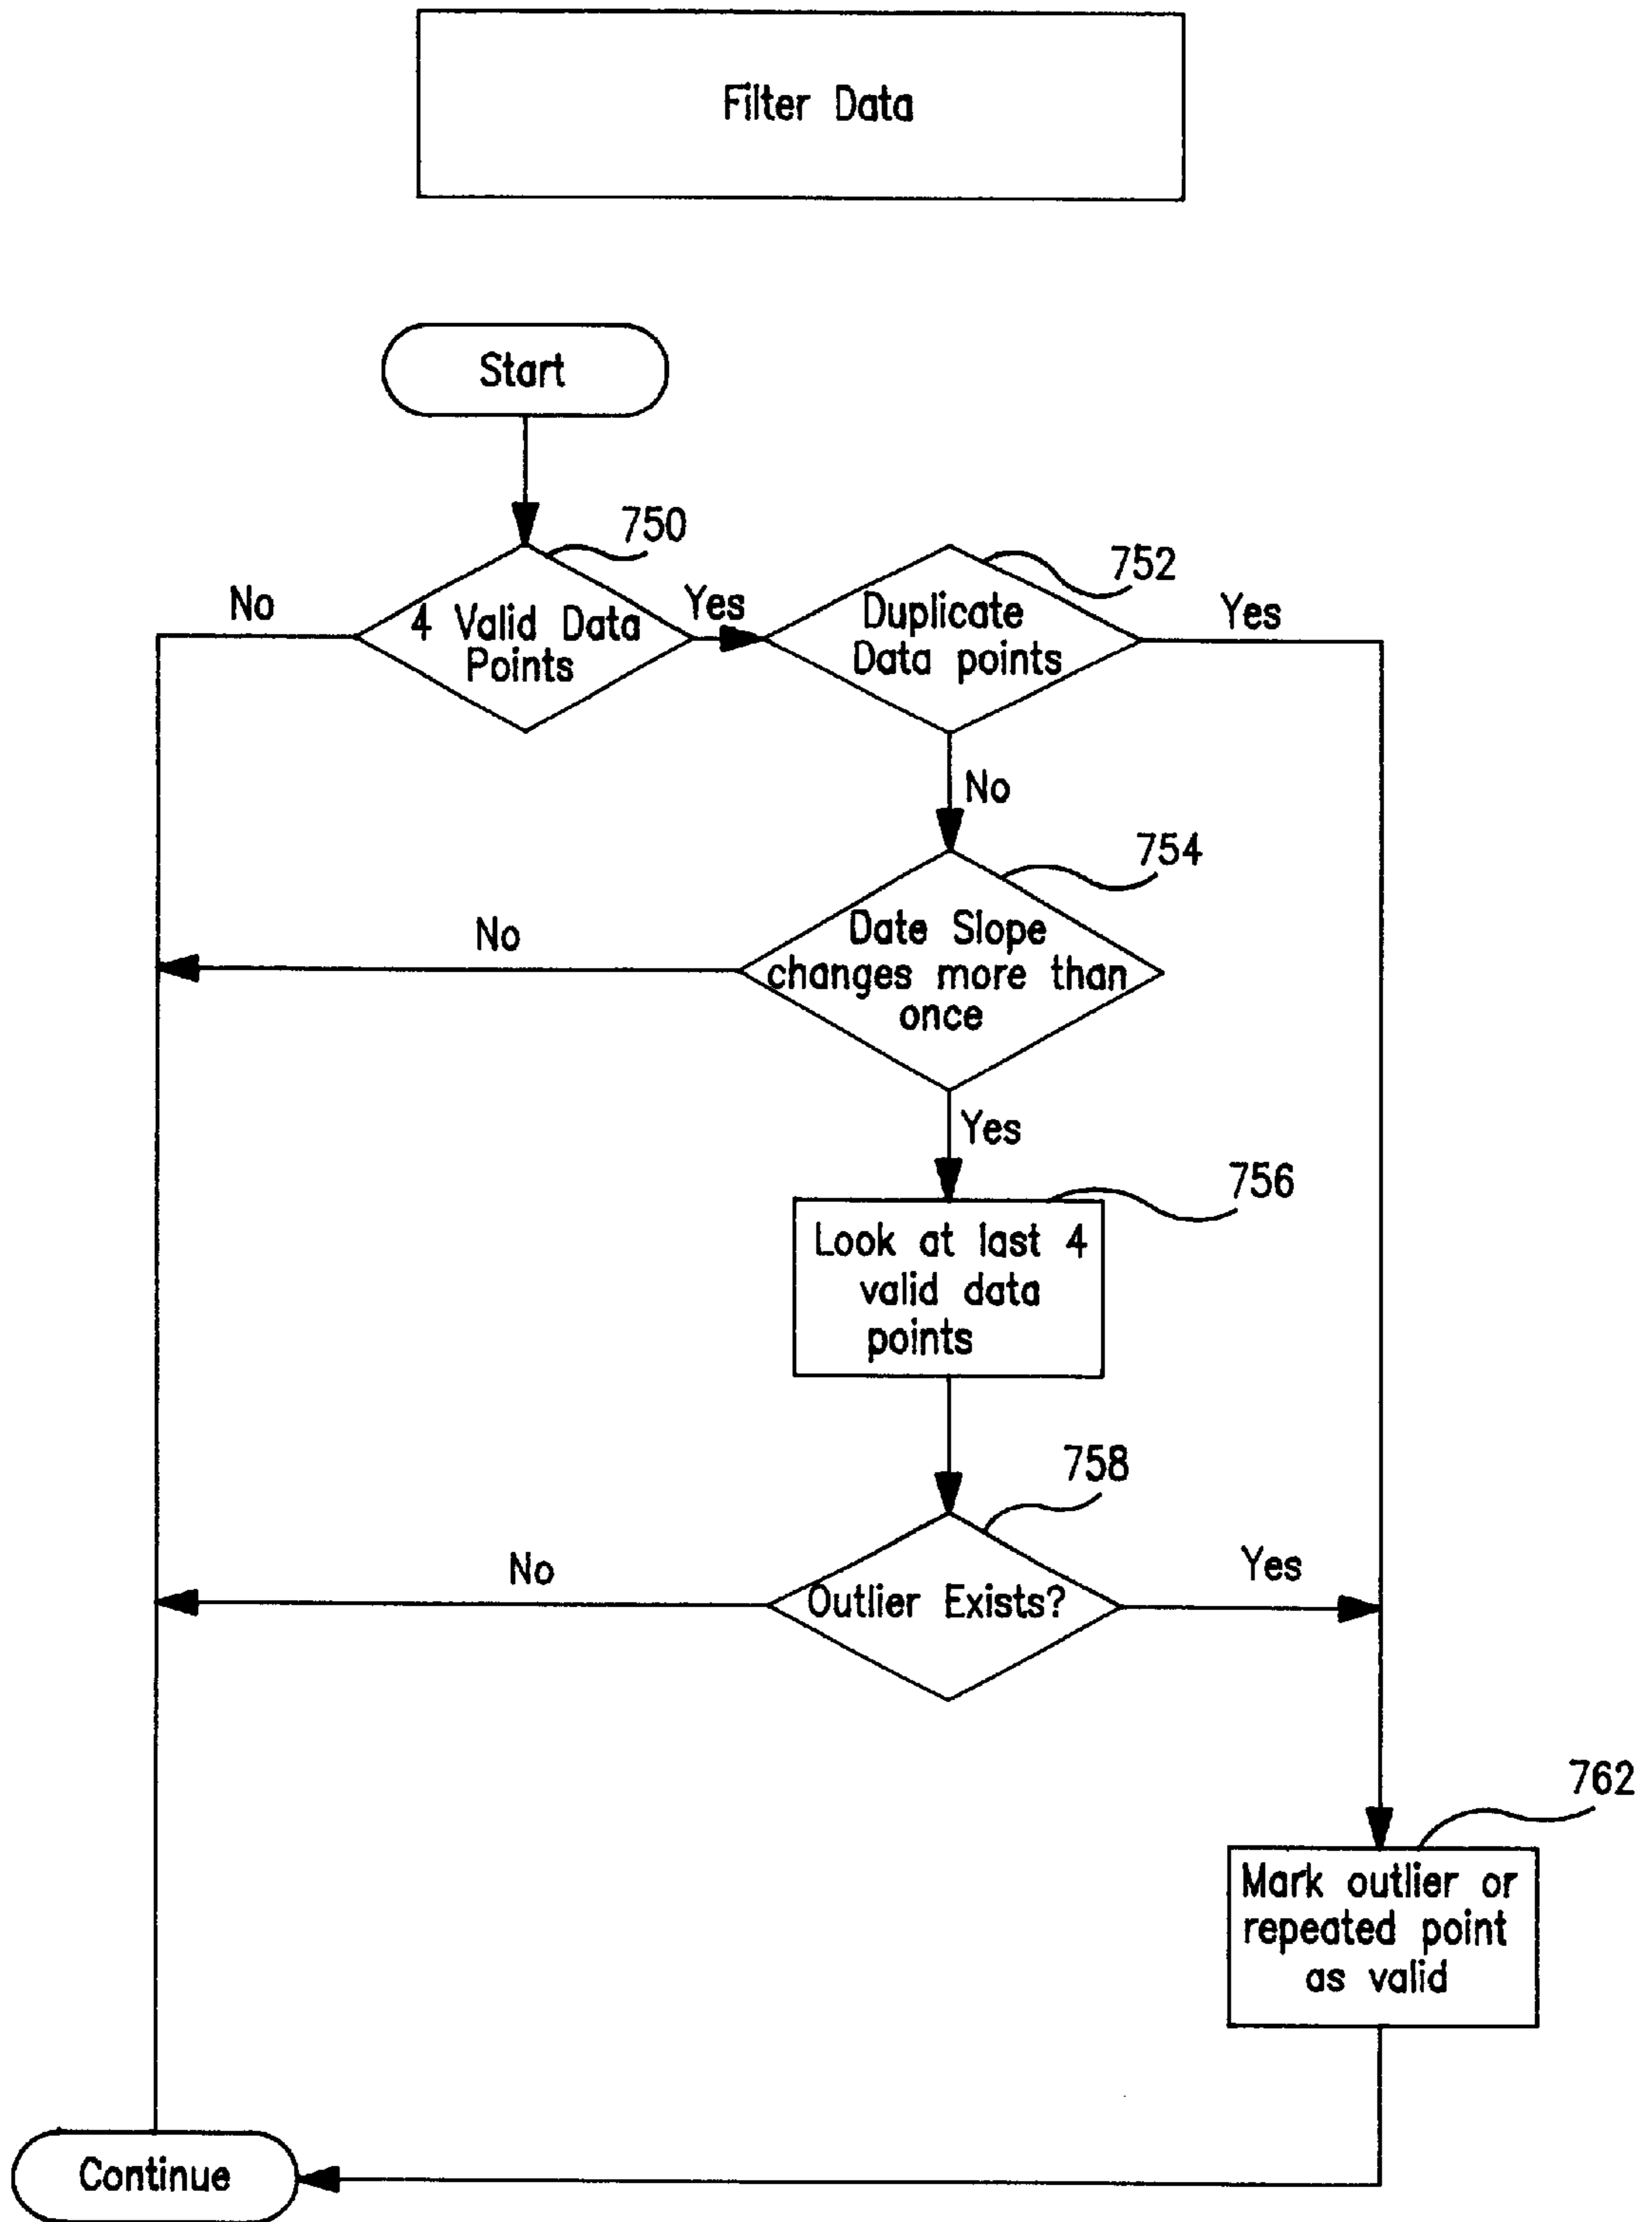 Filter Data
Start
750
4 Valid Data
Points
No
Yes
752
Duplicate
Data points
Yes
No
754
Date Slope
changes more than
once
No
Yes
756
Look at last 4
valid data
points
758
Outlier Exists?
No
Yes
762
Mark outlier or
repeated point
as valid
Continue